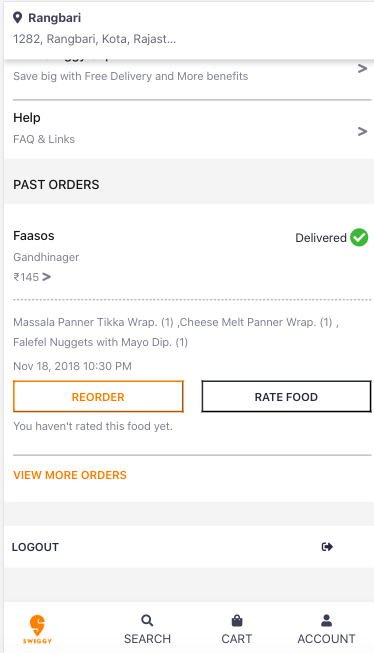 Rangbari
1282, Rangbari, Kota, Rajast...
Save big with Free Delivery and More benefits
Help
FAQ & Links
PAST ORDERS
Faasos
Delivered
Gandhinager
₹145 >
Massala Panner Tikka Wrap. (1) ,Cheese Melt Panner Wrap. (1) ,
Falefel Nuggets with Mayo Dip. (1)
Nov 18, 2018 10:30 PM
REORDER
RATE FOOD
You haven't rated this food yet.
VIEW MORE ORDERS
LOGOUT
SWIGGY
SEARCH
CART
ACCOUNT